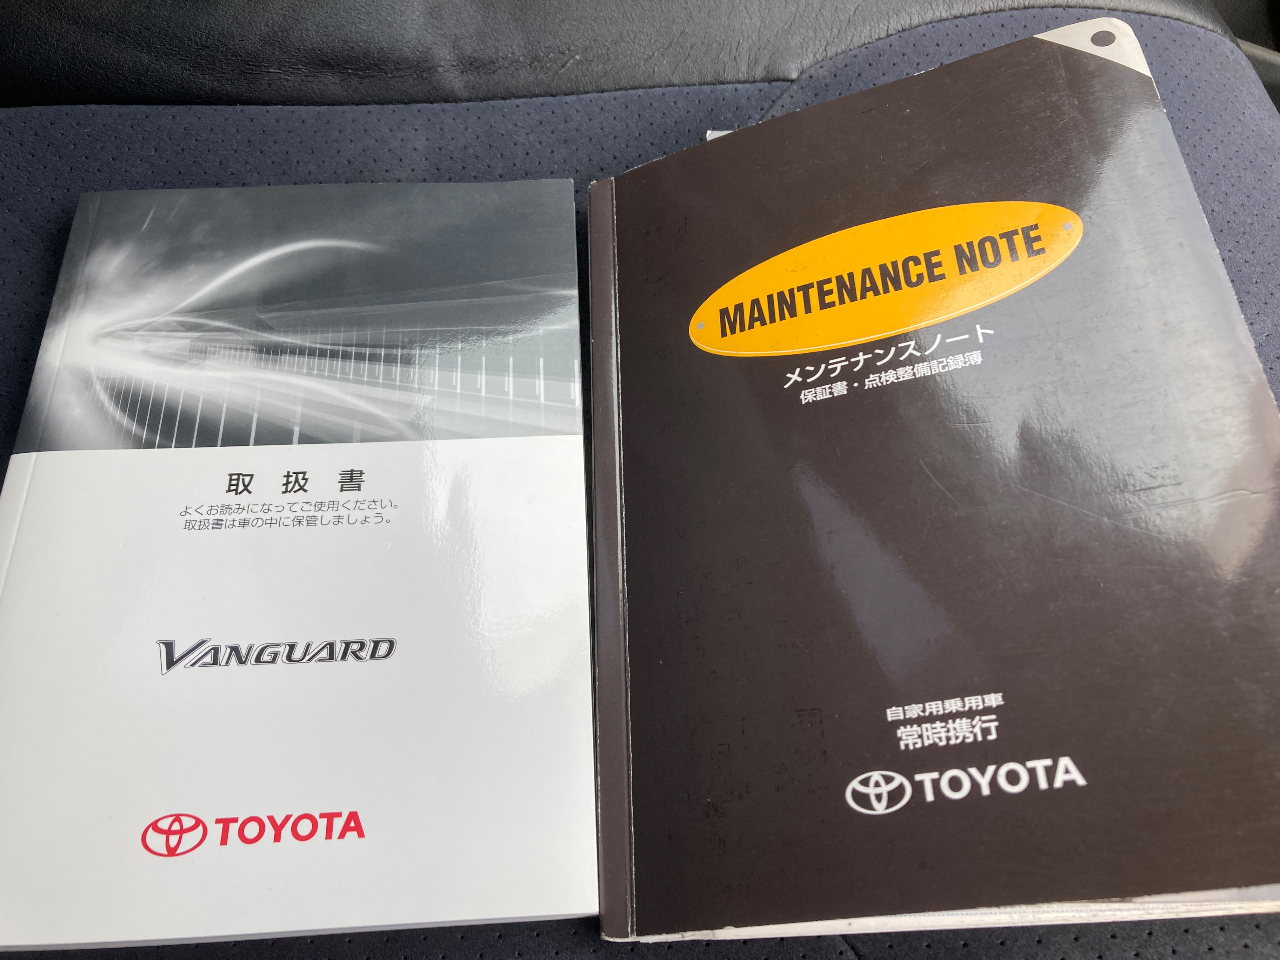 取扱書
よくお読みになってご使用ください。
取扱書は車の中に保管しましょう。
VANGUARD
TOYOTA
MAINTENANCE NOTE
メンテナンスノート
保証書・点検整備記録簿
自家用乗用車
常時携行
TOYOTA